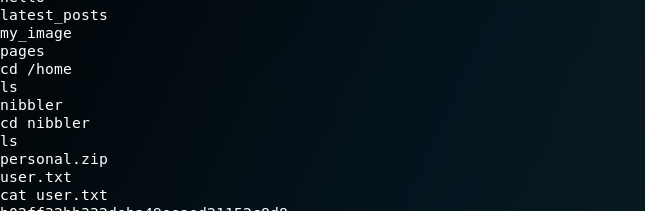 latest_posts
my_image
pages
cd /home
ls
nibbler
cd nibbler
ls
personal.zip
user.txt
cat user.txt